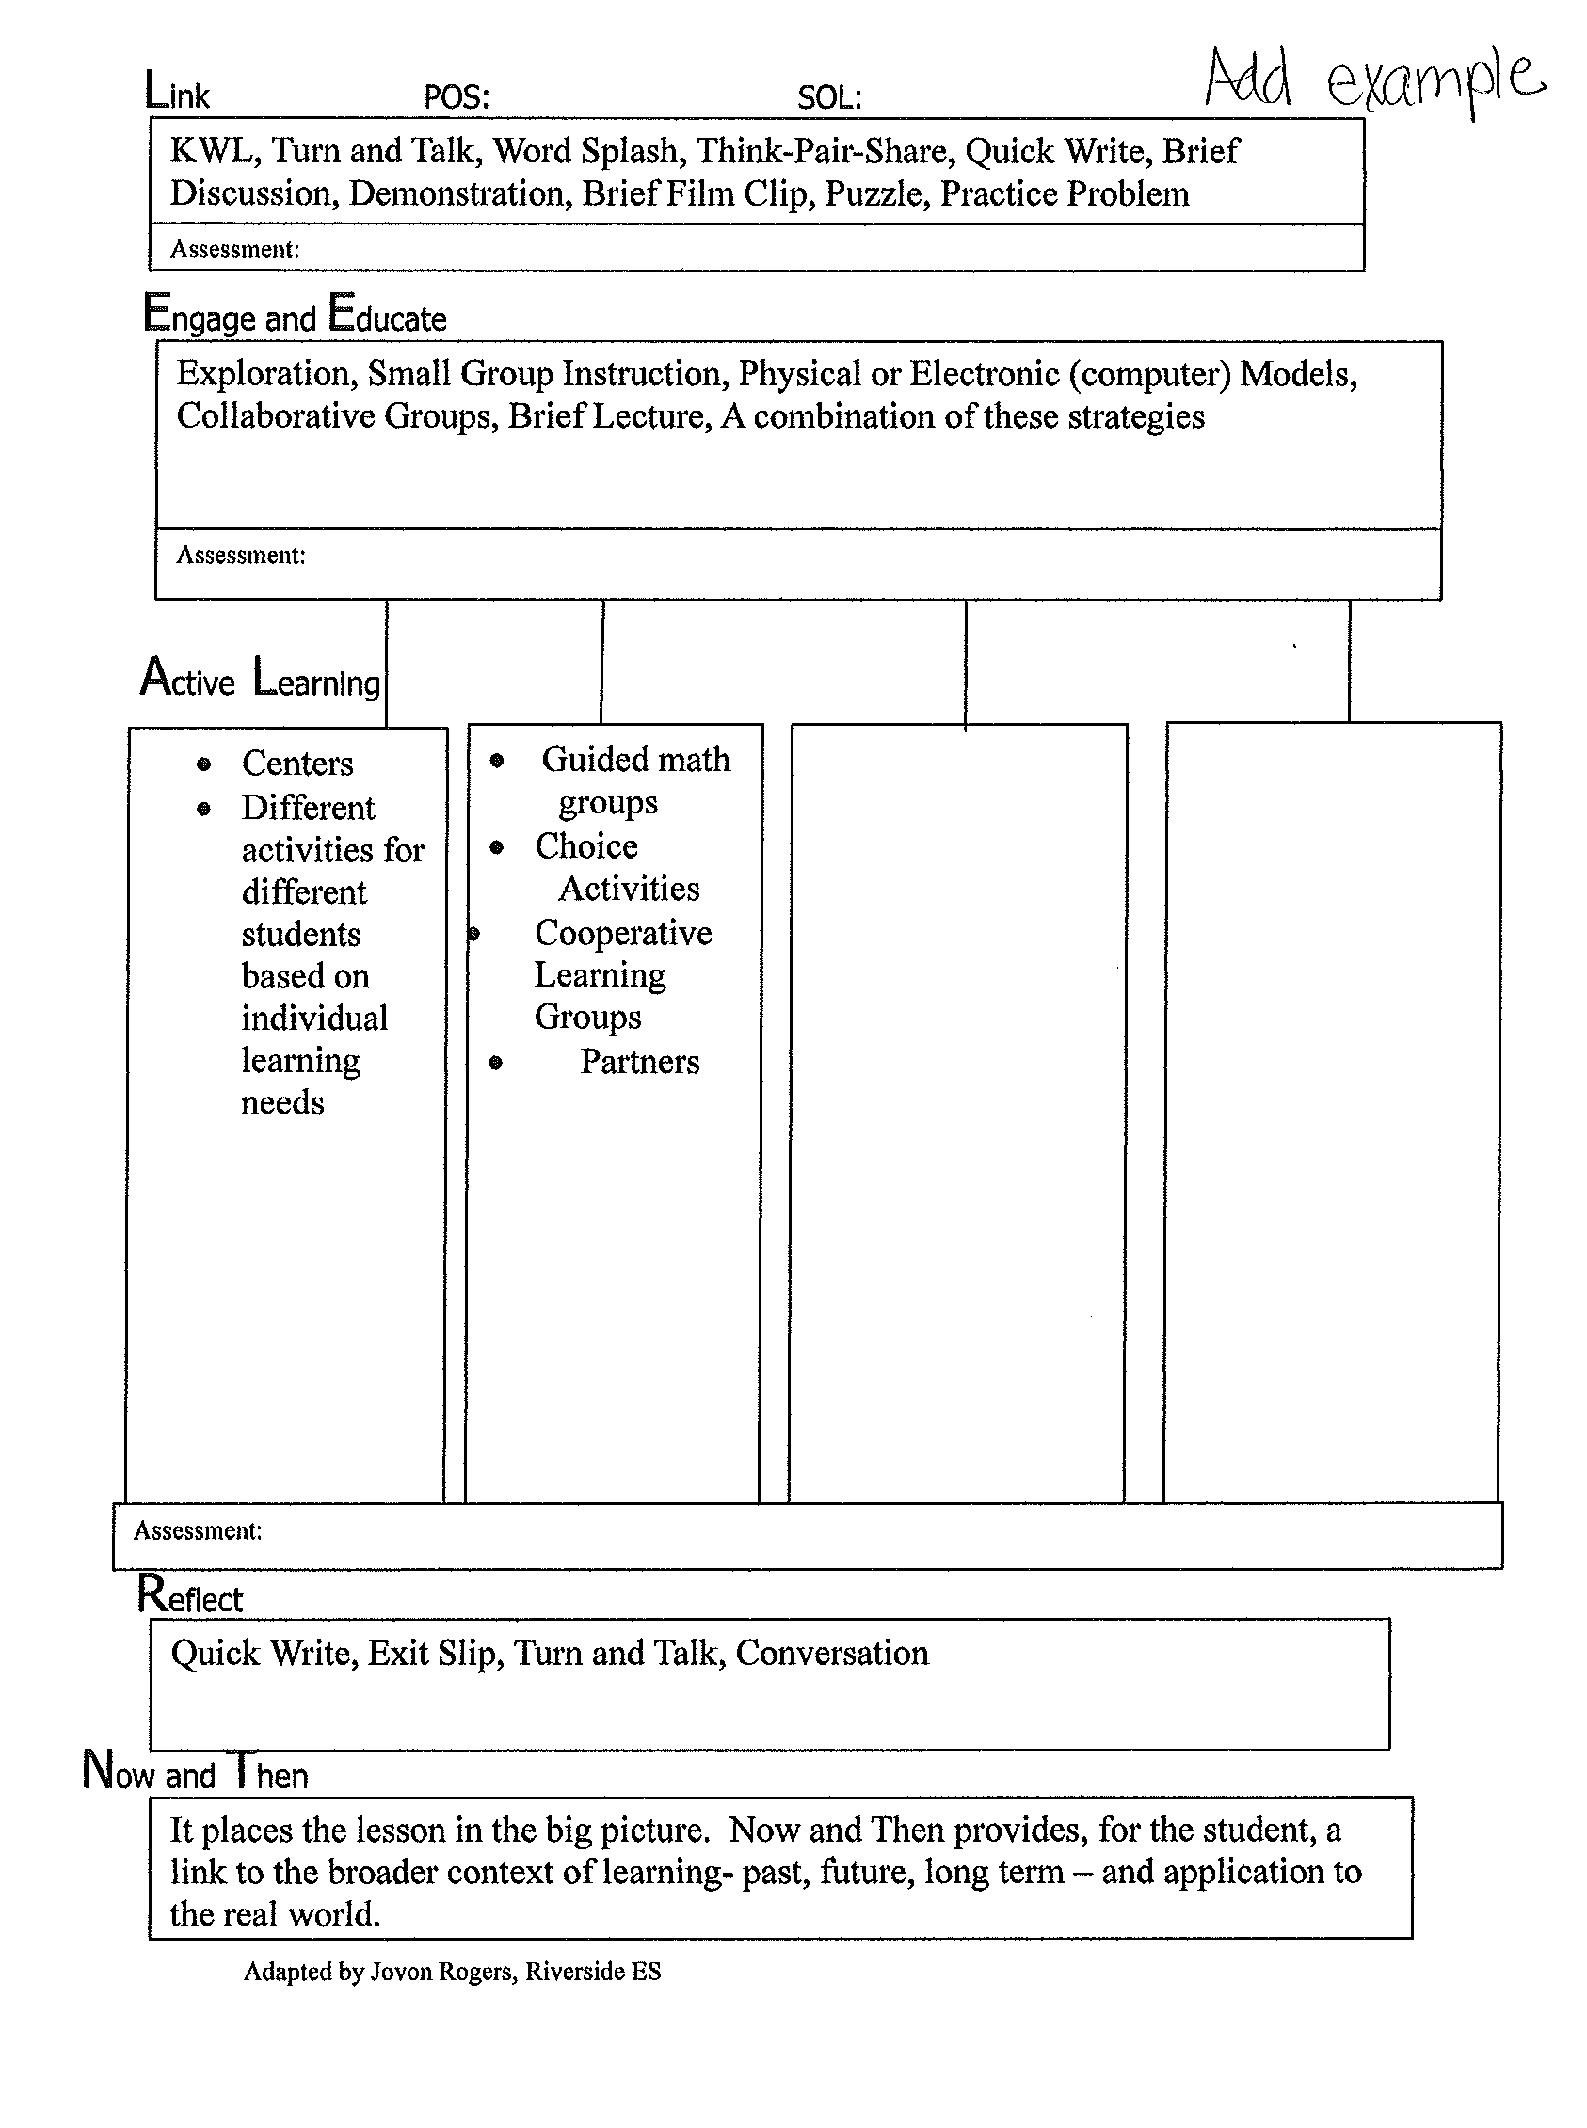 Add example
Link POS: SOL:
KWL, Turn and Talk, Word Splash, Think-Pair-Share, Quick Write, Brief
Discussion, Demonstration, Brief Film Clip, Puzzle, Practice Problem
Assessment:
Engage and Educate
Exploration, Small Group Instruction, Physical or Electronic (computer) Models,
Collaborative Groups, Brief Lecture, A combination of these strategies
Assessment:
Active Learning
• Centers
• Different
activities for
different
students
based on
individual
learning
needs
• Guided math
groups
• Choice
Activities
• Cooperative
Learning
Groups
• Partners
Assessment:
Reflect
Quick Write, Exit Slip, Turn and Talk, Conversation
Now and Then
It places the lesson in the big picture. Now and Then provides, for the student, a
link to the broader context of learning- past, future, long term – and application to
the real world.
Adapted by Jovon Rogers, Riverside ES